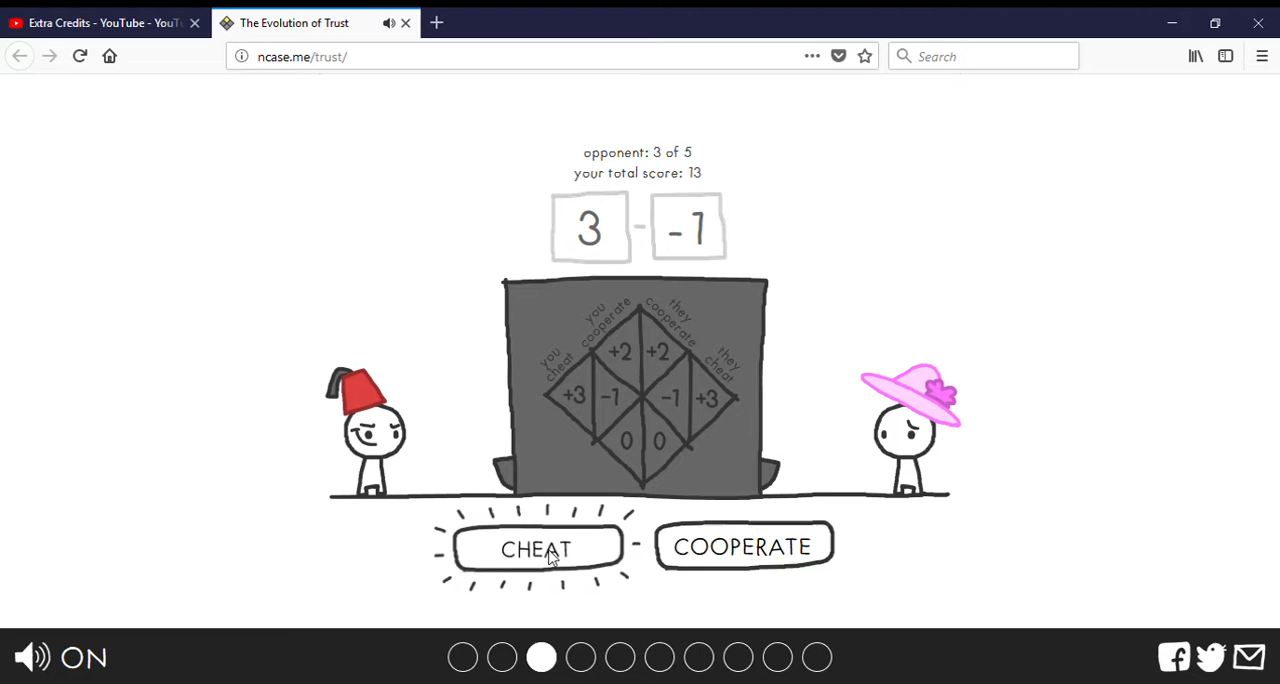 Extra Credits - YouTube - YouTu
The Evolution of Trust
ncase.me/trust/
Search
opponent: 3 of 5
your total score: 13
3 - -1
you cooperate
they cooperate
you cheat
they cheat
+2 +2
+3 -1 -1 +3
0 0
CHEAT - COOPERATE
ON